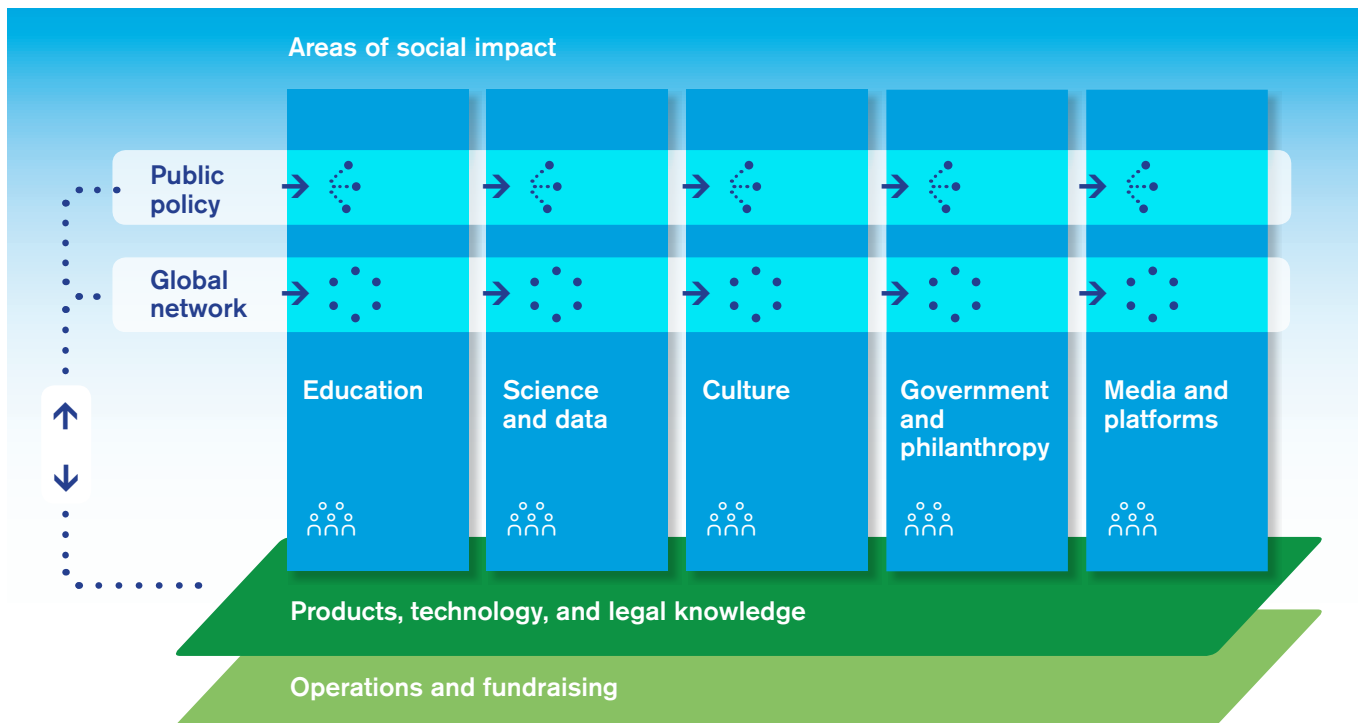 Areas of social impact
Public
policy
Global
network
Education
Science
and data
Culture
Government
and
philanthropy
Media and
platforms
Products, technology, and legal knowledge
Operations and fundraising